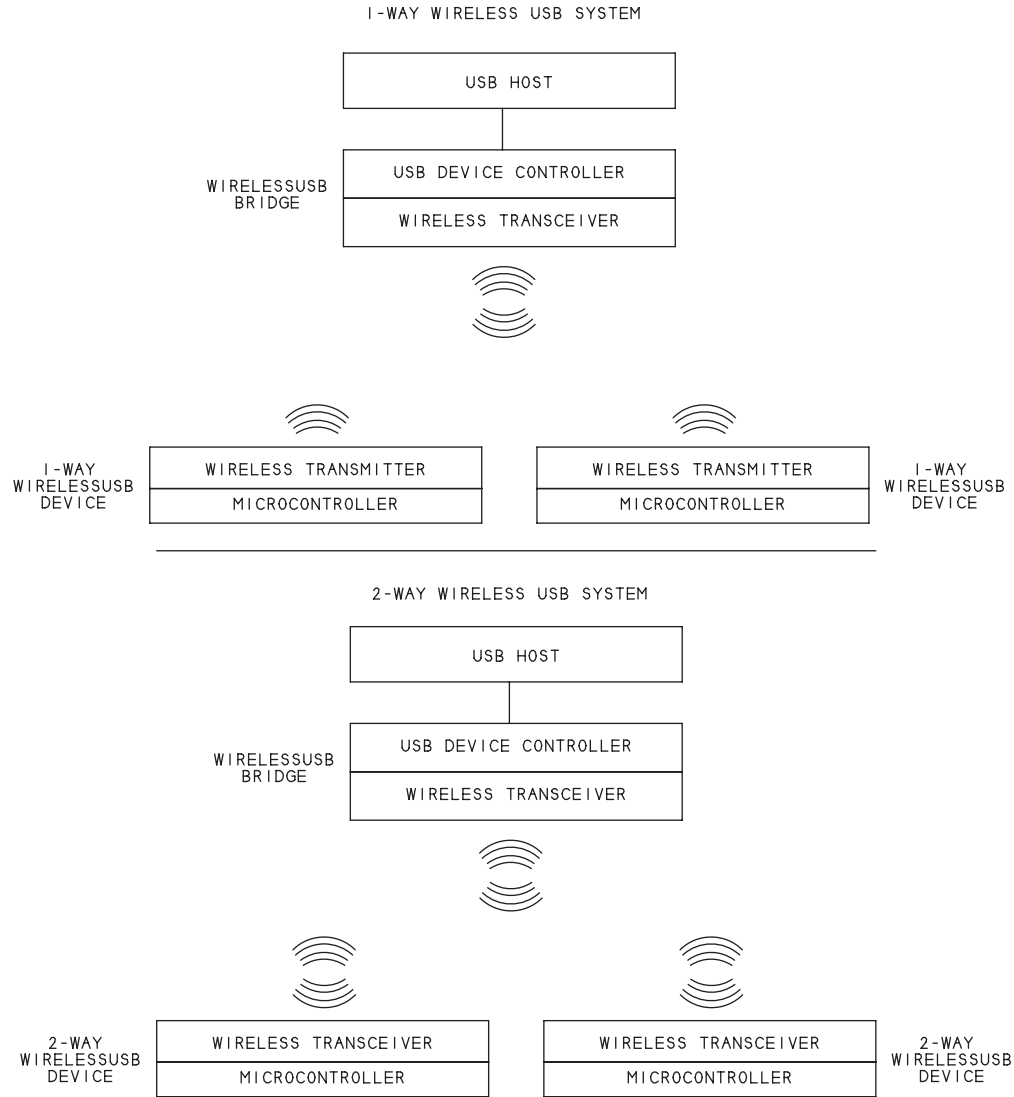 1-WAY WIRELESS USB SYSTEM
USB HOST
USB DEVICE CONTROLLER
WIRELESSUSB
BRIDGE
WIRELESS TRANSCEIVER
1-WAY
WIRELESSUSB
DEVICE
WIRELESS TRANSMITTER
MICROCONTROLLER
WIRELESS TRANSMITTER
MICROCONTROLLER
1-WAY
WIRELESSUSB
DEVICE
2-WAY WIRELESS USB SYSTEM
USB HOST
USB DEVICE CONTROLLER
WIRELESSUSB
BRIDGE
WIRELESS TRANSCEIVER
2-WAY
WIRELESSUSB
DEVICE
WIRELESS TRANSCEIVER
MICROCONTROLLER
WIRELESS TRANSCEIVER
MICROCONTROLLER
2-WAY
WIRELESSUSB
DEVICE